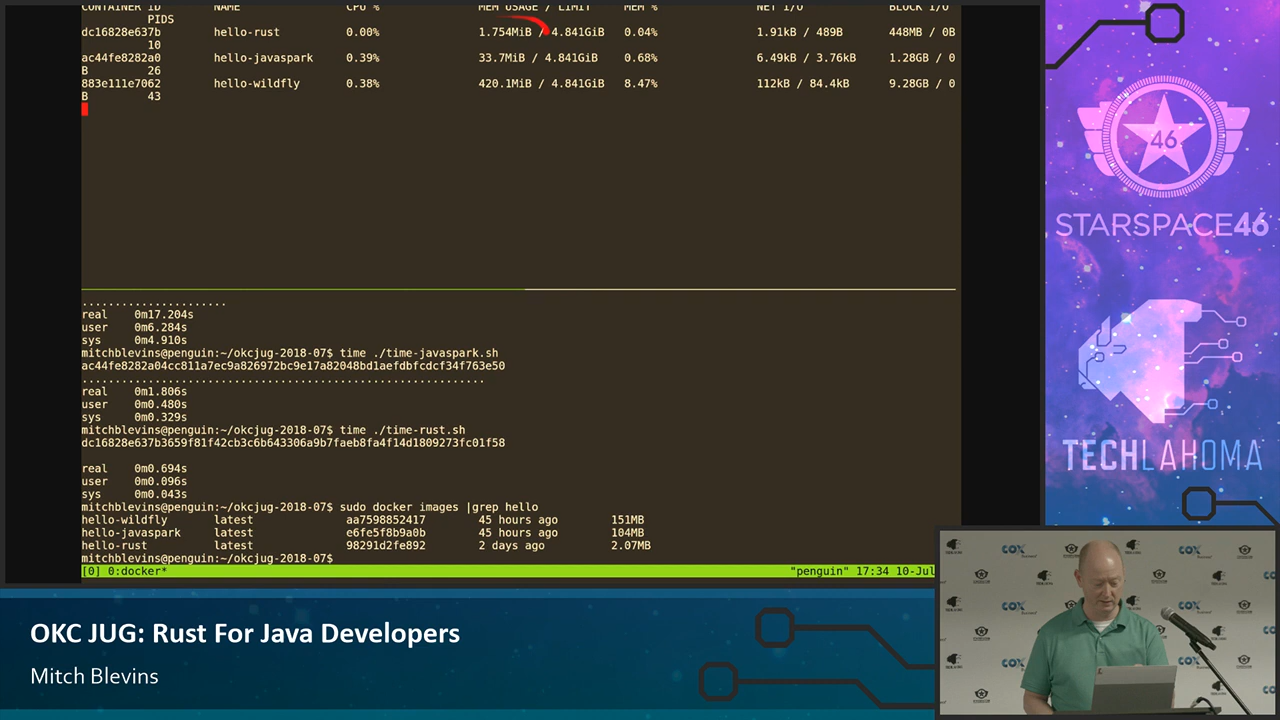 CONTAINER ID NAME CPU % MEM USAGE / LIMIT MEM % NET I/O BLOCK I/O
PIDS
dc16828e637b hello-rust 0.00% 1.754MiB / 4.841GiB 0.04% 1.91kB / 489B 448MB / 0B
10
ac44fe8282a0 hello-javaspark 0.39% 33.7MiB / 4.841GiB 0.68% 6.49kB / 3.76kB 1.28GB / 0
B 26
883e111e7062 hello-wildfly 0.38% 420.1MiB / 4.841GiB 8.47% 112kB / 84.4kB 9.28GB / 0
B 43
......................
real 0m17.204s
user 0m6.284s
sys 0m4.910s
mitchblevins@penguin:~/okcjug-2018-07$ time ./time-javaspark.sh
ac44fe8282a04cc811a7ec9a826972bc9e17a82048bd1aefdbfcdcf34f763e50
.............................................................
real 0m1.806s
user 0m0.480s
sys 0m0.329s
mitchblevins@penguin:~/okcjug-2018-07$ time ./time-rust.sh
dc16828e637b3659f81f42cb3c6b643306a9b7faeb8fa4f14d1809273fc01f58
real 0m0.694s
user 0m0.096s
sys 0m0.043s
mitchblevins@penguin:~/okcjug-2018-07$ sudo docker images |grep hello
hello-wildfly latest aa7598852417 45 hours ago 151MB
hello-javaspark latest e6fe5f8b9a0b 45 hours ago 104MB
hello-rust latest 98291d2fe892 2 days ago 2.07MB
mitchblevins@penguin:~/okcjug-2018-07$
[0] 0:docker* "penguin" 17:34 10-Jul
46
STARSPACE46
TECHLAHOMA
COX
COX
COX
COX
COX
OKC JUG: Rust For Java Developers
Mitch Blevins